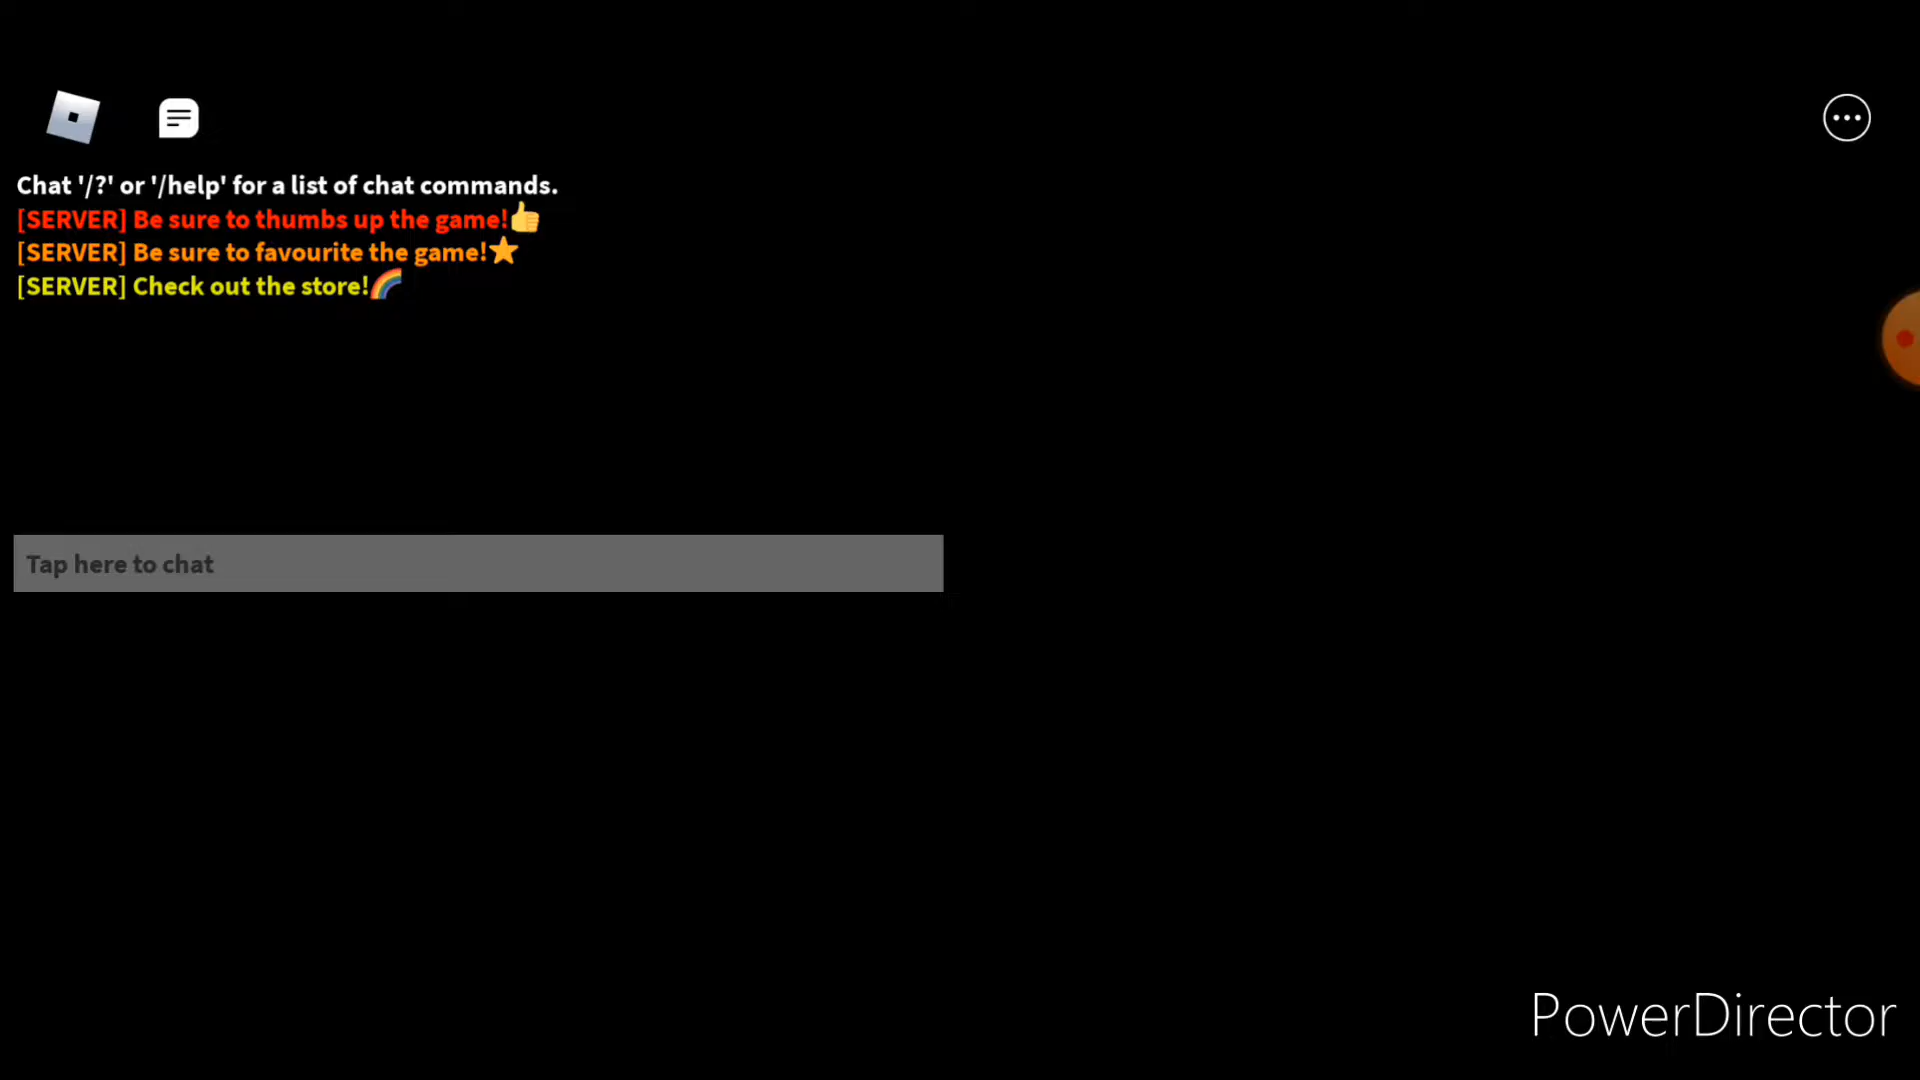 Chat '/?' or '/help' for a list of chat commands.
[SERVER] Be sure to thumbs up the game!👍
[SERVER] Be sure to favourite the game!⭐
[SERVER] Check out the store!🌈
Tap here to chat
PowerDirector